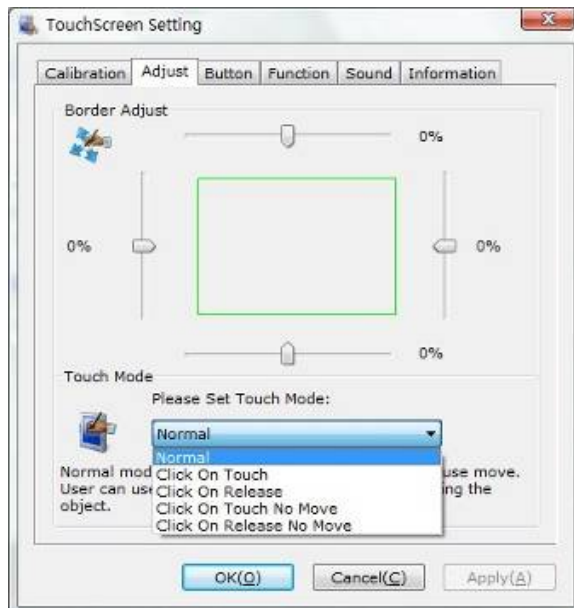 TouchScreen Setting
Calibration Adjust Button Function Sound Information
Border Adjust
0%
0% 0%
0%
Touch Mode
Please Set Touch Mode:
Normal
Normal
Click On Touch
Click On Release
Click On Touch No Move
Click On Release No Move
Normal mod use move.
User can us ing the
object.
OK(O) Cancel(C) Apply(A)